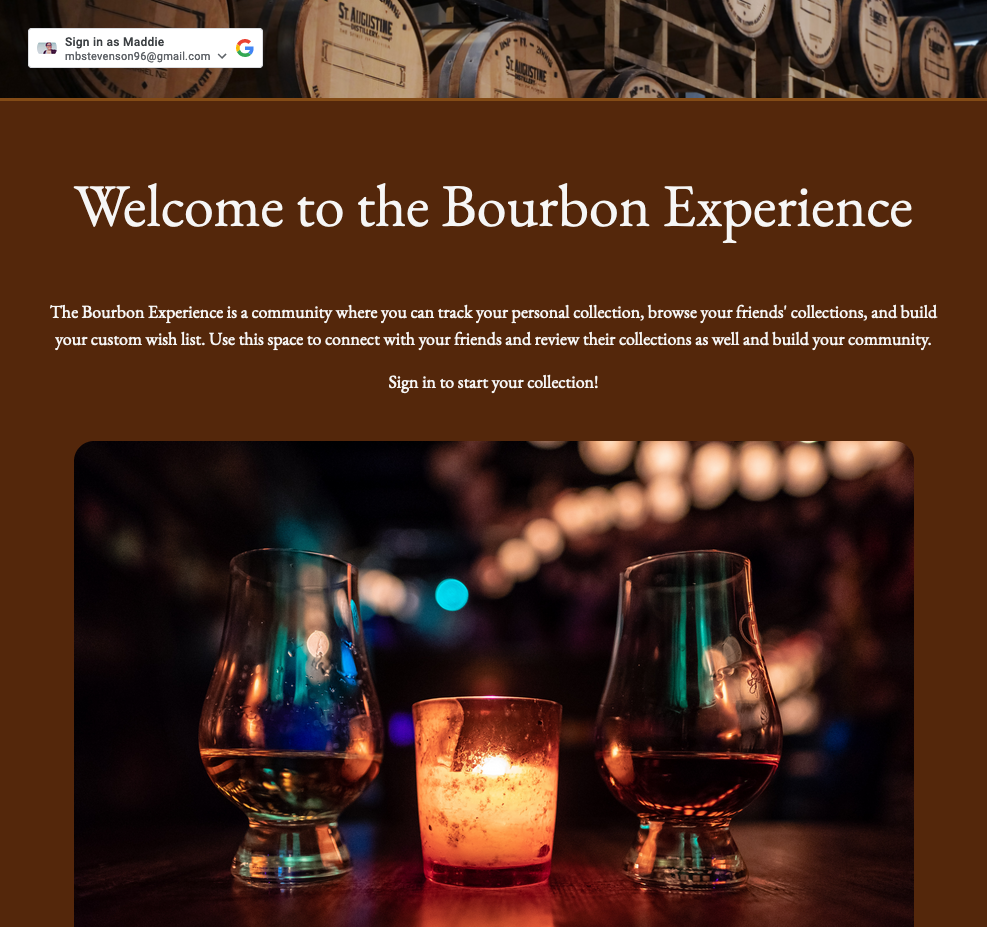 Sign in as Maddie
mbstevenson96@gmail.com
ST. AUGUSTINE
DISTILLERY
ST. AUGUSTINE
Welcome to the Bourbon Experience
The Bourbon Experience is a community where you can track your personal collection, browse your friends' collections, and build
your custom wish list. Use this space to connect with your friends and review their collections as well and build your community.
Sign in to start your collection!